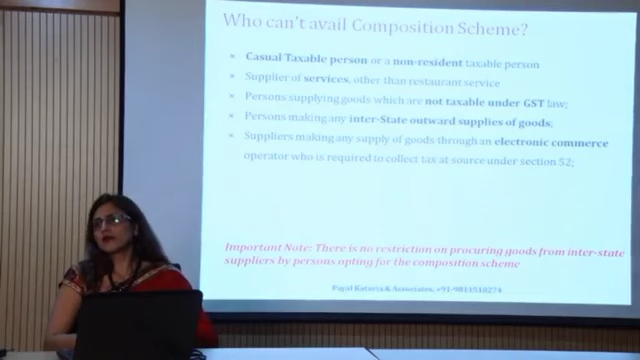 Who can't avail Composition Scheme?
× Casual Taxable person or a non-resident taxable person
× Supplier of services, other than restaurant service
× Persons supplying goods which are not taxable under GST law;
× Persons making any inter-State outward supplies of goods;
× Suppliers making any supply of goods through an electronic commerce
operator who is required to collect tax at source under section 52;
Important Note: There is no restriction on procuring goods from inter-state
suppliers by persons opting for the composition scheme
Payal Kataria & Associates, +91-9811510274